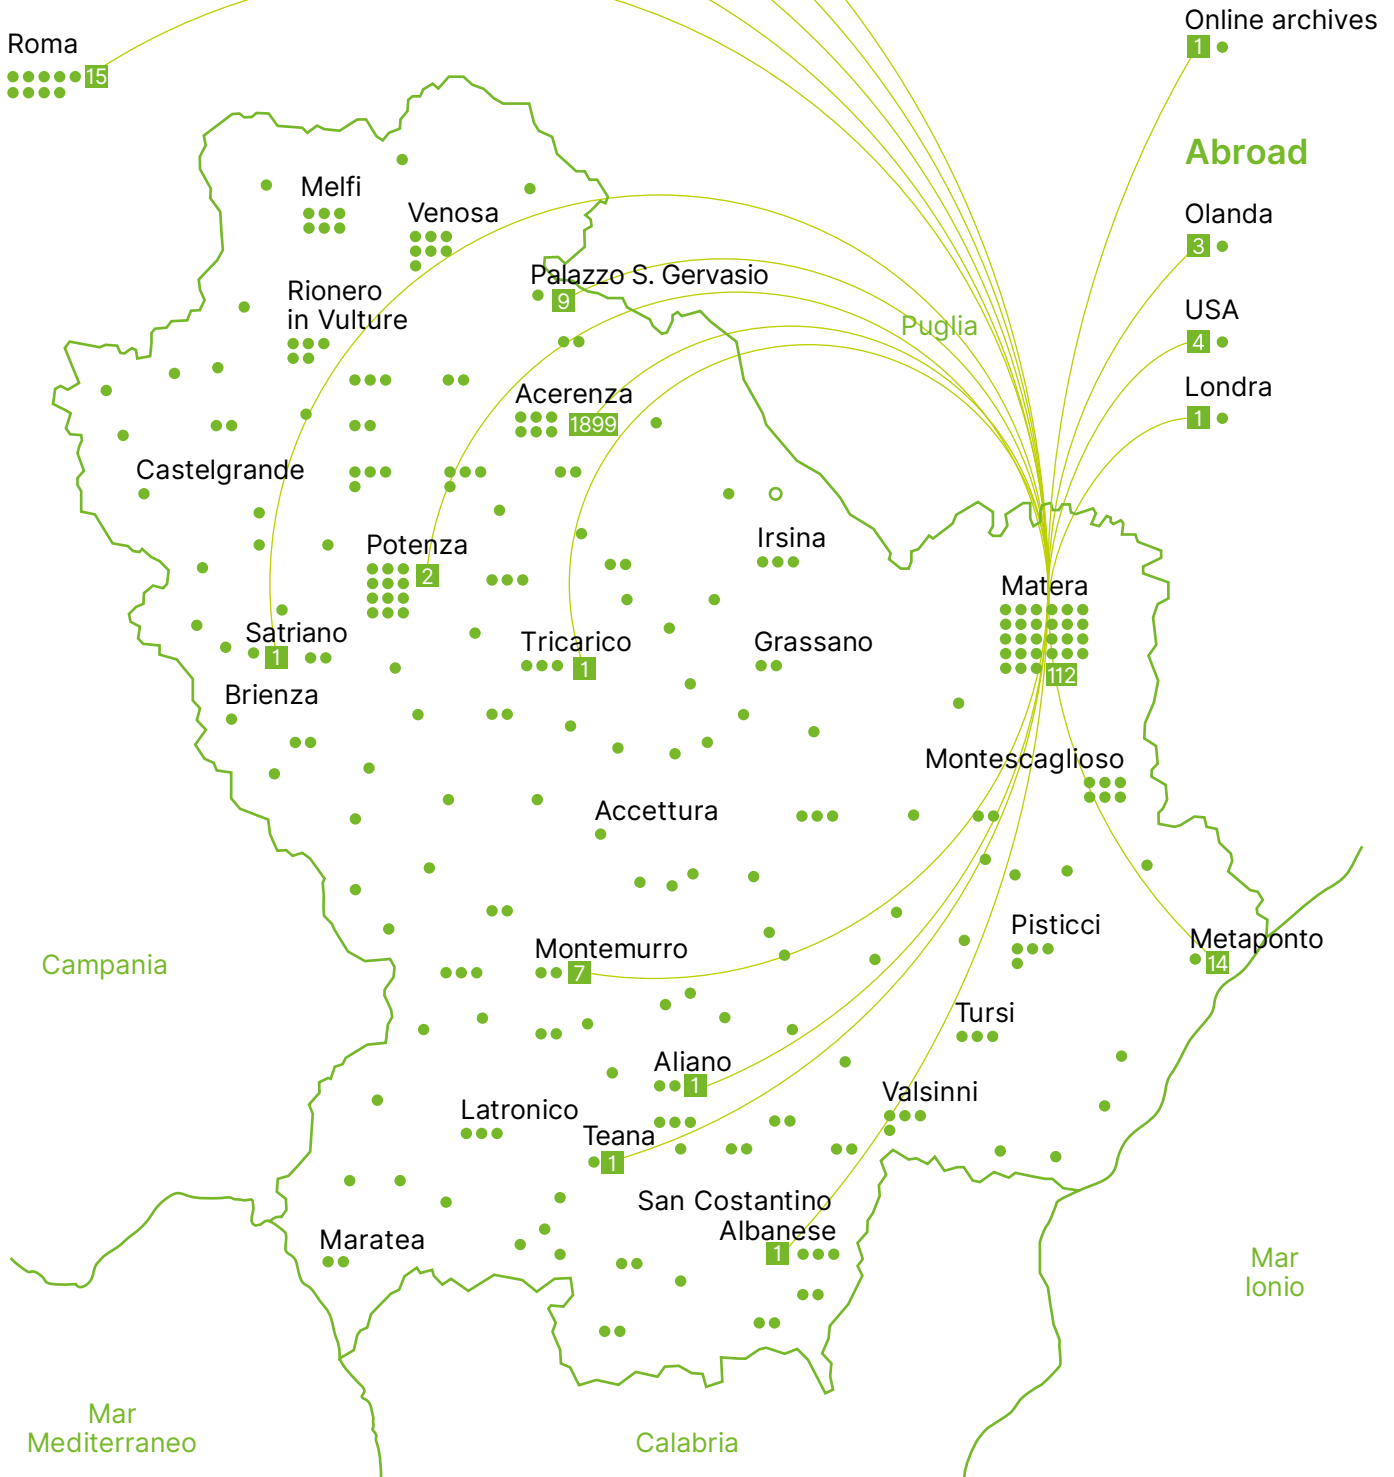 Online archives
1
Roma
15
Abroad
Melfi
Venosa
Olanda
3
Palazzo S. Gervasio
9
Rionero
in Vulture
USA
4
Puglia
Londra
1
Acerenza
1899
Castelgrande
Irsina
Potenza
2
Matera
112
Satriano
1
Tricarico
1
Grassano
Brienza
Montescaglioso
Accettura
Pisticci
Metaponto
14
Montemurro
7
Campania
Tursi
Aliano
1
Valsinni
Latronico
Teana
1
San Costantino
Albanese
1
Maratea
Mar
Ionio
Mar
Mediterraneo
Calabria